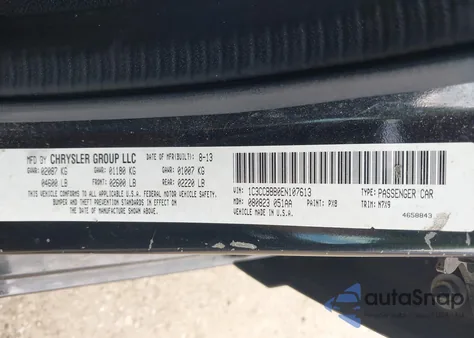 MFD BY CHRYSLER GROUP LLC DATE OF MFR(BUILT) 8-13
GVWR: 02087 KG GAWR: 01180 KG GAWR: 01007 KG
04600 LB FRONT: 02600 LB REAR: 02220 LB
THIS VEHICLE CONFORMS TO ALL APPLICABLE U.S.A. FEDERAL MOTOR VEHICLE SAFETY,
BUMPER AND THEFT PREVENTION STANDARDS IN EFFECT ON
THE DATE OF MANUFACTURE SHOWN ABOVE.
VIN: 1C3CCBBB0EN107613 TYPE: PASSENGER CAR
MDH: 080823 051AA PAINT: PX8 TRIM: M7X9
VEHICLE MADE IN U.S.A. 4658843
autoSnap